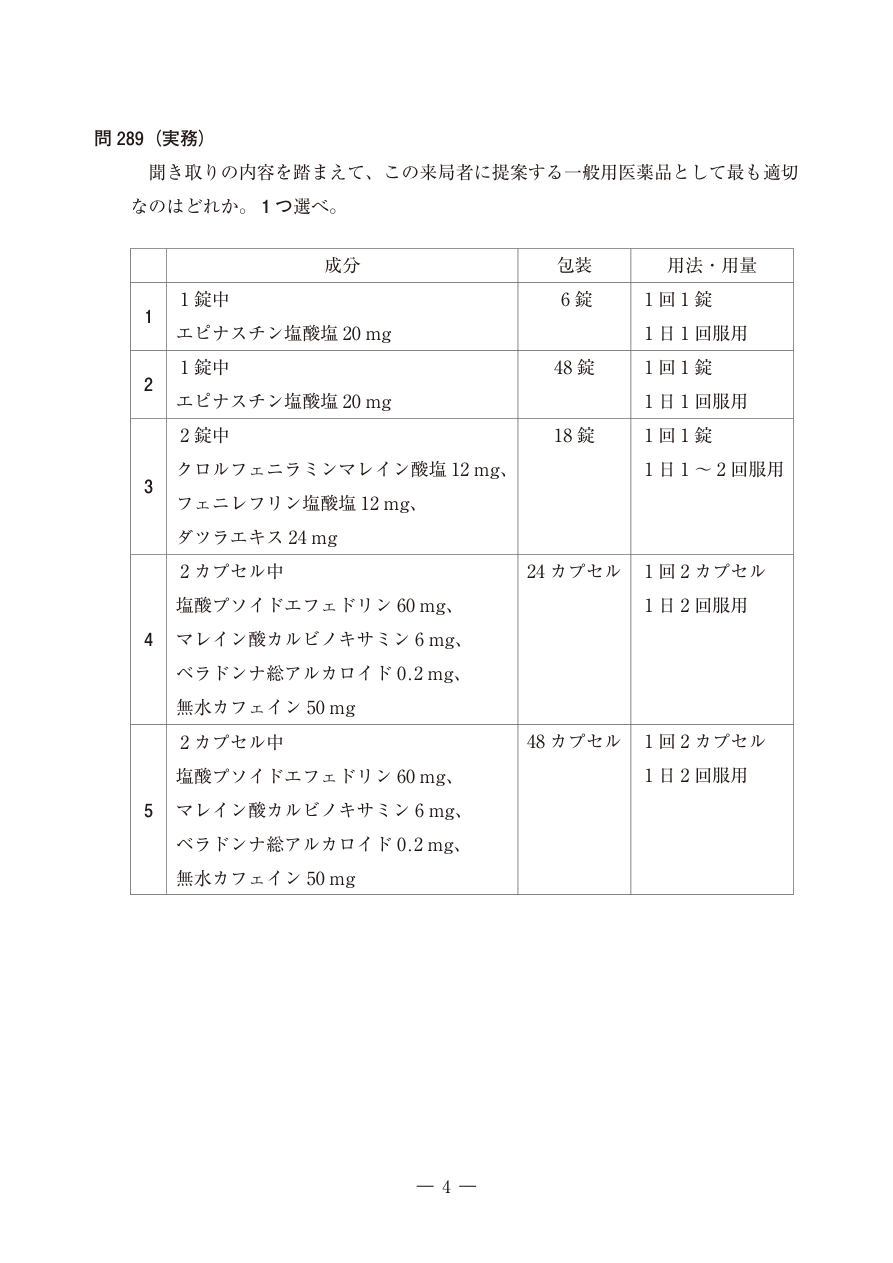 問 289（実務）
聞き取りの内容を踏まえて、この来局者に提案する一般用医薬品として最も適切
なのはどれか。1つ選べ。
成分 包装 用法・用量
1 1錠中 6錠 1回1錠
エピナスチン塩酸塩 20 mg 1日1回服用
2 1錠中 48錠 1回1錠
エピナスチン塩酸塩 20 mg 1日1回服用
3 2錠中 18錠 1回1錠
クロルフェニラミンマレイン酸塩 12 mg、 1日1〜2回服用
フェニレフリン塩酸塩 12 mg、
ダツラエキス 24 mg
4 2カプセル中 24カプセル 1回2カプセル
塩酸プソイドエフェドリン 60 mg、 1日2回服用
マレイン酸カルビノキサミン 6 mg、
ベラドンナ総アルカロイド 0.2 mg、
無水カフェイン 50 mg
5 2カプセル中 48カプセル 1回2カプセル
塩酸プソイドエフェドリン 60 mg、 1日2回服用
マレイン酸カルビノキサミン 6 mg、
ベラドンナ総アルカロイド 0.2 mg、
無水カフェイン 50 mg
— 4 —